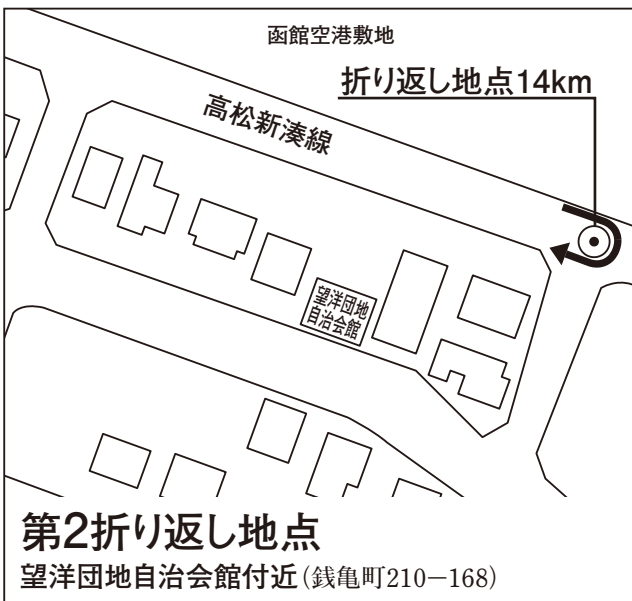 函館空港敷地
折り返し地点14km
高松新湊線
望洋団地
自治会館
第2折り返し地点
望洋団地自治会館付近(銭亀町210−168)